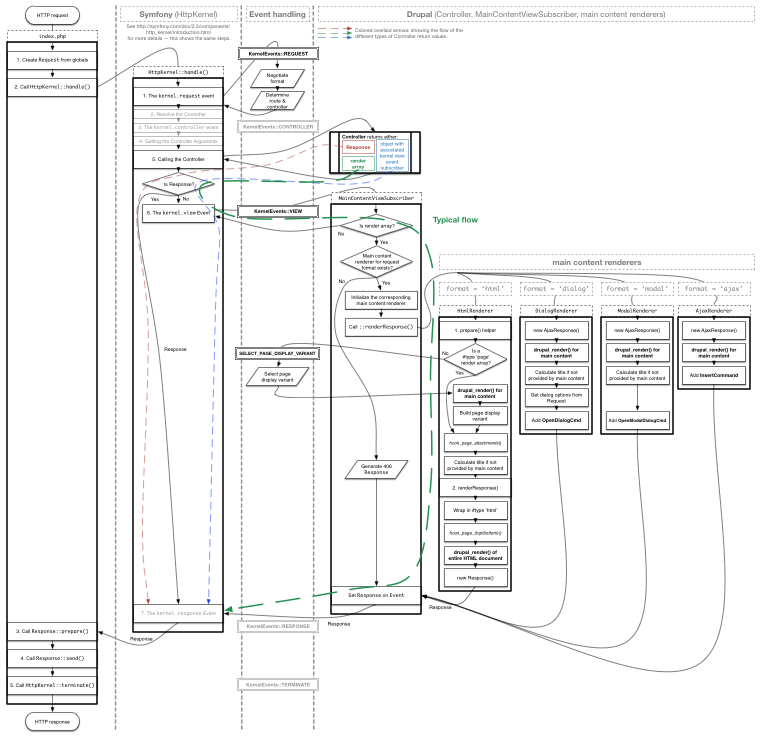 HTTP request
index.php
1. Create Request from globals
2. Call HttpKernel::handle()
3. Call Response::prepare()
4. Call Response::send()
5. Call HttpKernel::terminate()
HTTP response
Symfony (HttpKernel)
See http://symfony.com/doc/2.5/components/
http_kernel/introduction.html
for more details — this shows the same steps.
HttpKernel::handle()
1. The kernel.request event
2. Resolve the Controller
3. The kernel.controller event
4. Getting the Controller Arguments
5. Calling the Controller
Is Response?
Yes
No
6. The kernel.view Event
Response
7. The kernel.response Event
Response
Event handling
KernelEvents::REQUEST
Negotiate
format
Determine
route &
controller
KernelEvents::CONTROLLER
KernelEvents::VIEW
SELECT_PAGE_DISPLAY_VARIANT
Select page
display variant
KernelEvents::RESPONSE
KernelEvents::TERMINATE
Drupal (Controller, MainContentViewSubscriber, main content renderers)
Colored overlaid arrows: showing the flow of the
different types of Controller return values.
Controller returns either:
Response
render
array
object with
associated
kernel.view
event
subscriber
MainContentViewSubscriber
Is render array?
No
Yes
Main content
renderer for request
format exists?
No
Yes
Initialize the corresponding
main content renderer
Call ::renderResponse()
Generate 406
Response
Set Response on Event
Response
Response
Typical flow
main content renderers
format = 'html'
HtmlRenderer
1. prepare() helper
Is a
#type 'page'
render array?
No
Yes
drupal_render() for
main content
Build page display
variant
hook_page_attachments()
Calculate title if not
provided by main content
2. renderResponse()
Wrap in #type 'html'
hook_page_{top|bottom}()
drupal_render() of
entire HTML document
new Response()
format = 'dialog'
DialogRenderer
new AjaxResponse()
drupal_render() for
main content
Calculate title if not
provided by main content
Get dialog options from
Request
Add OpenDialogCmd
format = 'modal'
ModalRenderer
new AjaxResponse()
drupal_render() for
main content
Calculate title if not
provided by main content
Add OpenModalDialogCmd
format = 'ajax'
AjaxRenderer
new AjaxResponse()
drupal_render() for
main content
Add InsertCommand